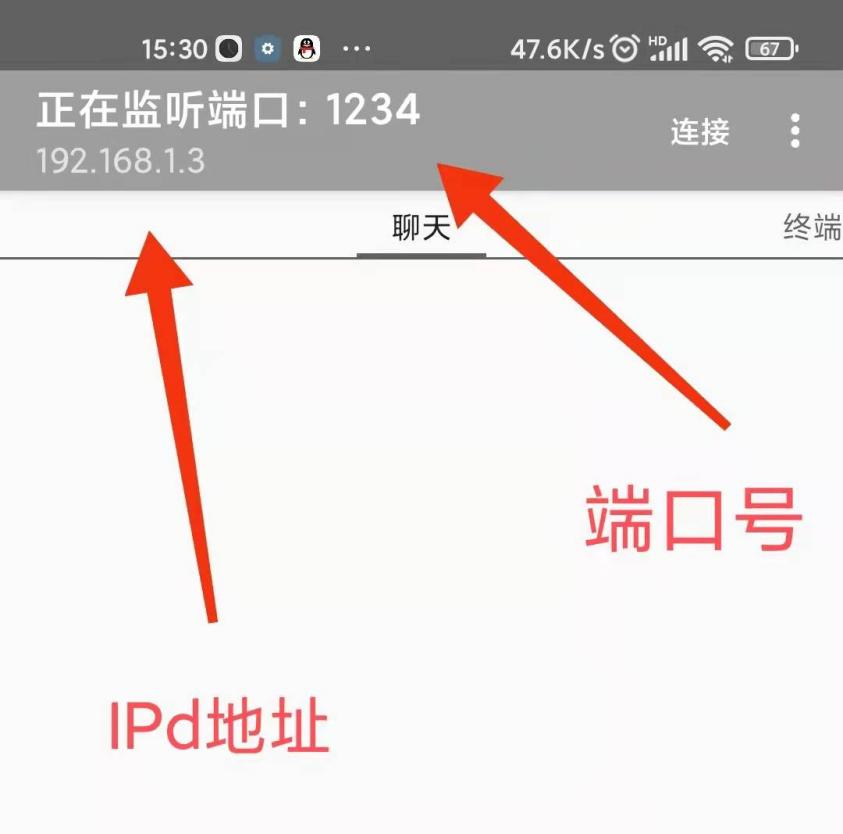 15:30 ... 47.6K/s HD 67
正在监听端口：1234
192.168.1.3
连接
聊天
终端
端口号
IPd地址